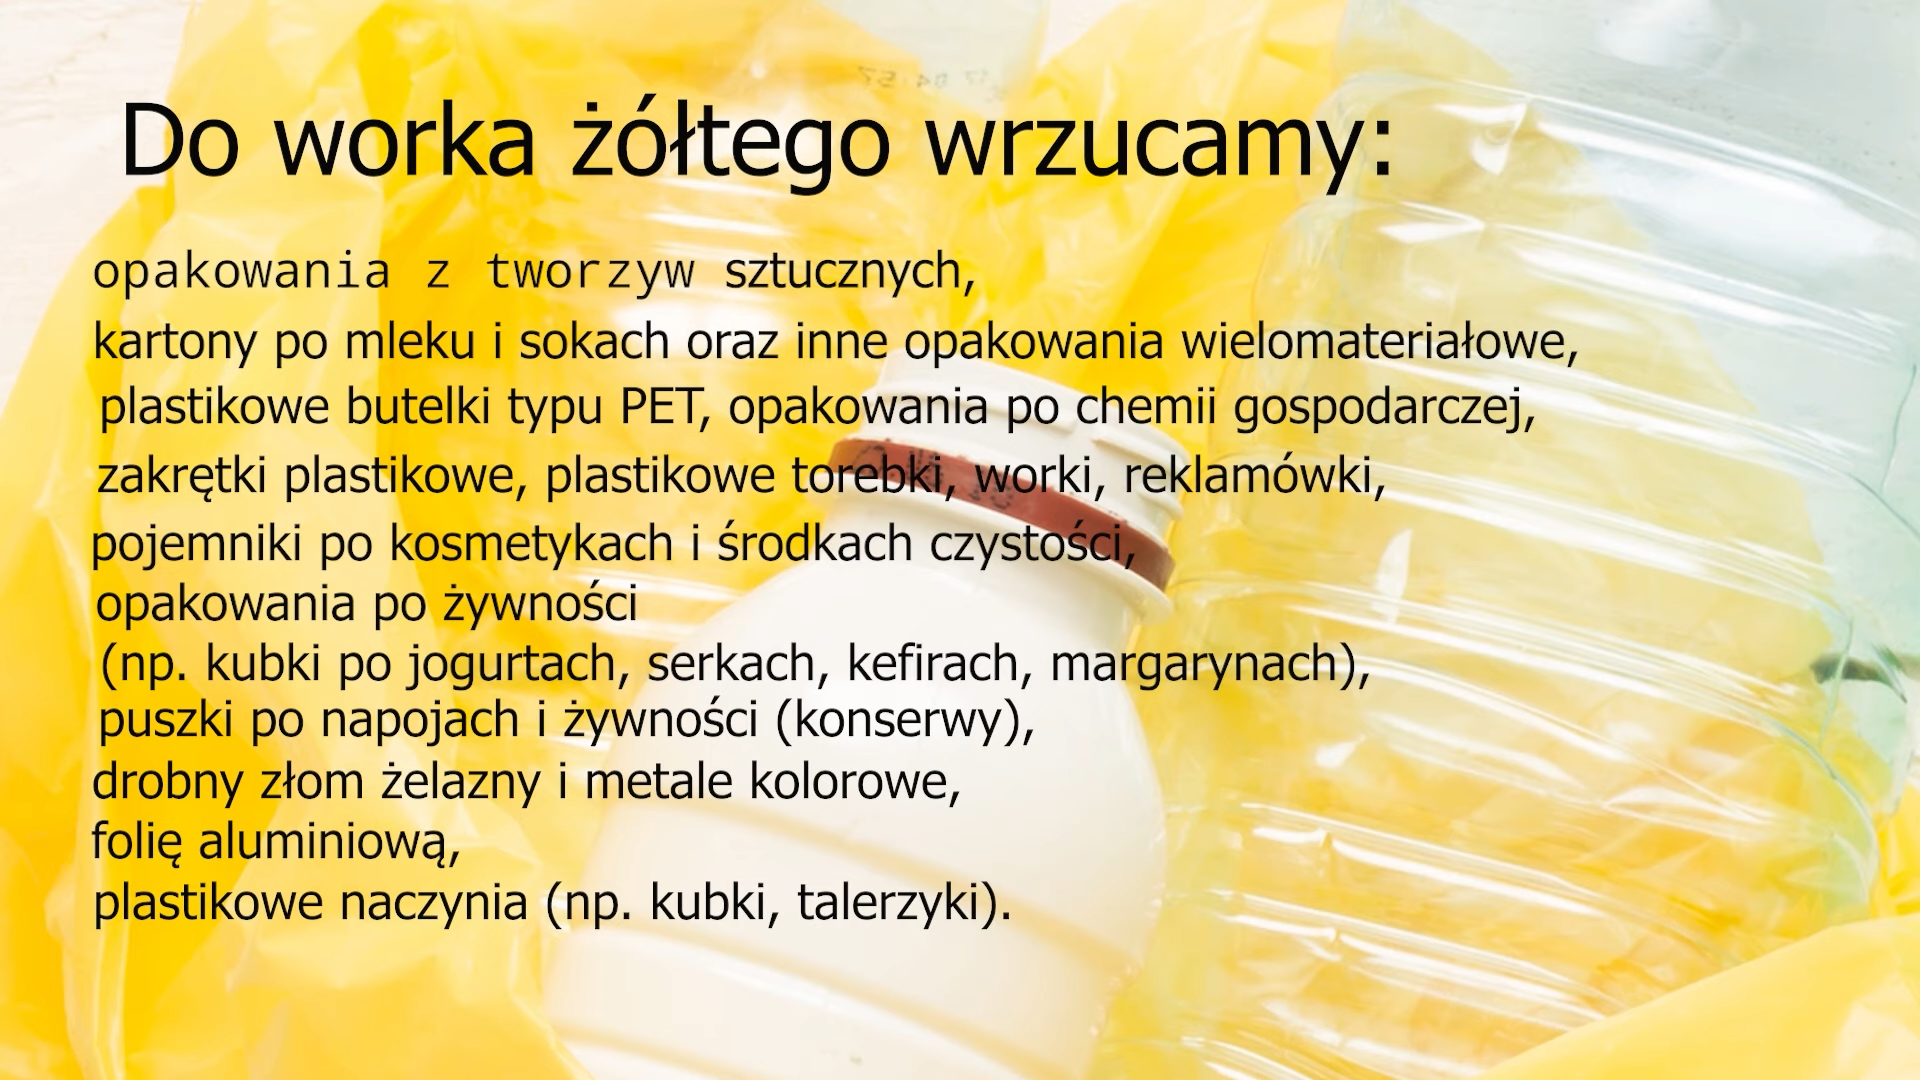 Do worka żółtego wrzucamy:
opakowania z tworzyw sztucznych,
kartony po mleku i sokach oraz inne opakowania wielomateriałowe,
plastikowe butelki typu PET, opakowania po chemii gospodarczej,
zakrętki plastikowe, plastikowe torebki, worki, reklamówki,
pojemniki po kosmetykach i środkach czystości,
opakowania po żywności
(np. kubki po jogurtach, serkach, kefirach, margarynach),
puszki po napojach i żywności (konserwy),
drobny złom żelazny i metale kolorowe,
folię aluminiową,
plastikowe naczynia (np. kubki, talerzyki).